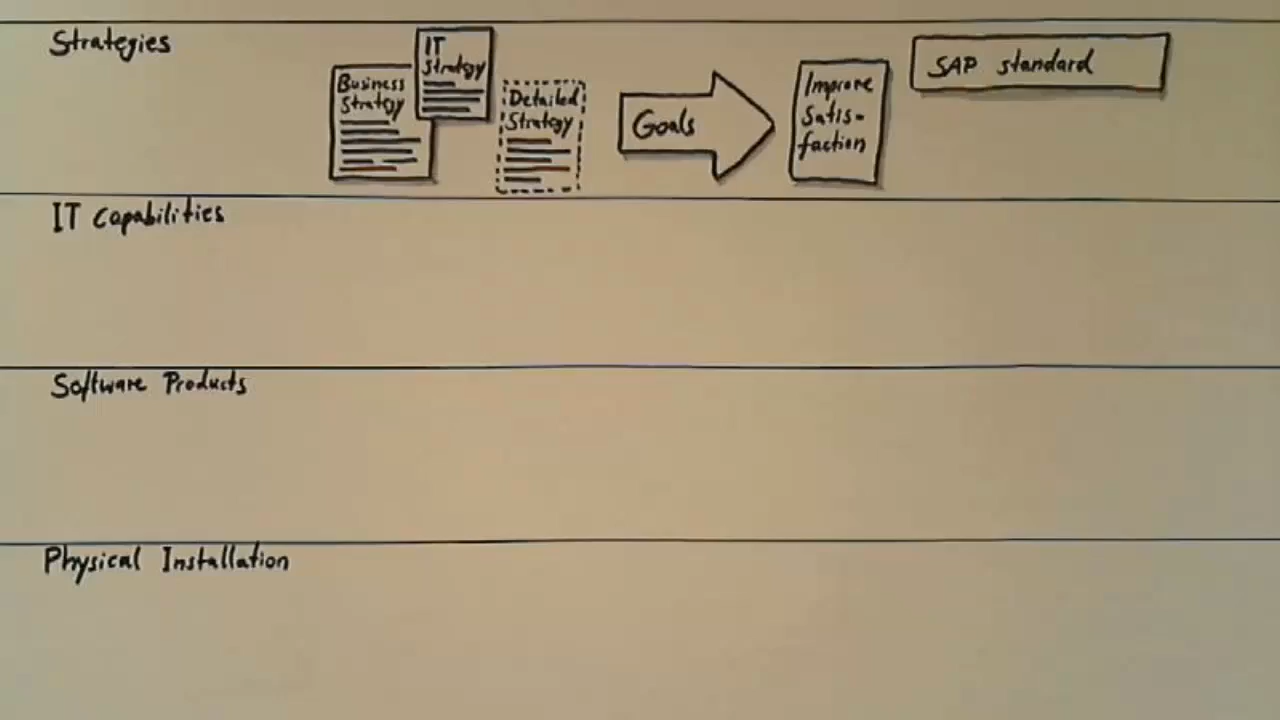 Strategies
Business
Strategy
IT
Strategy
Detailed
Strategy
Goals
Improve
Satis-
faction
SAP standard
IT Capabilities
Software Products
Physical Installation